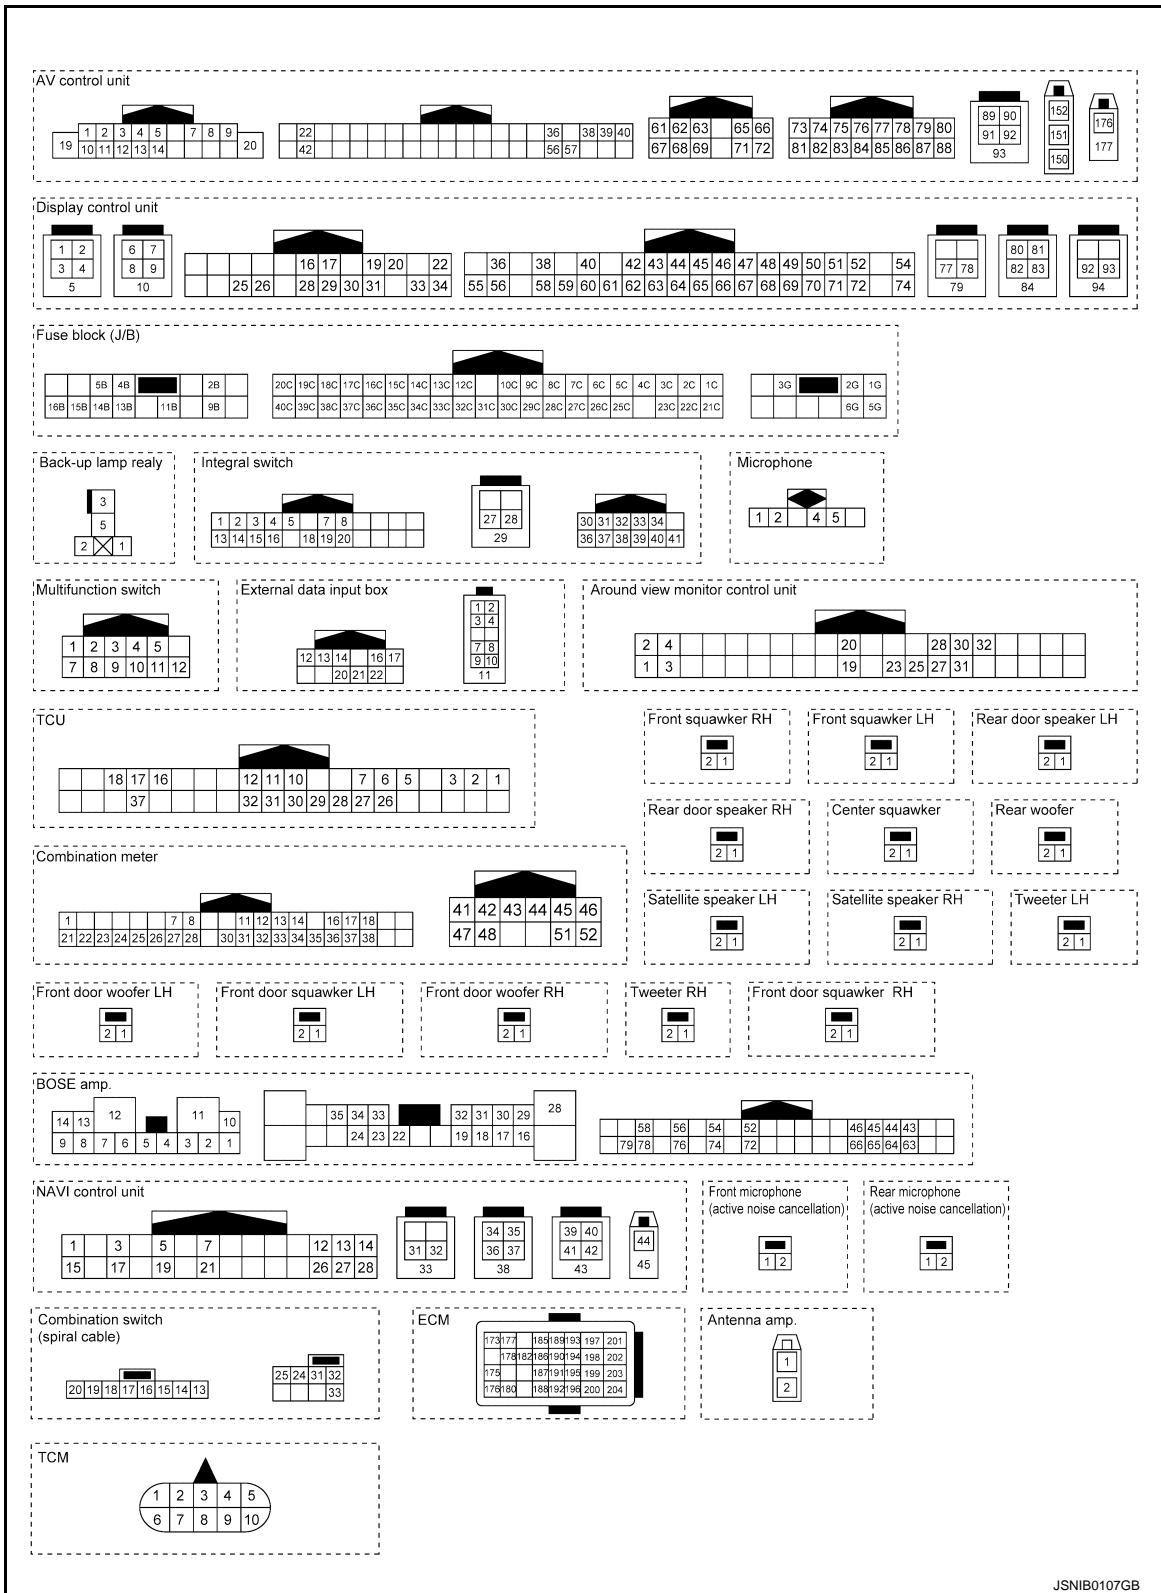 AV control unit
1 2 3 4 5 7 8 9
19 10 11 12 13 14 20
22 36 38 39 40
42 56 57
61 62 63 65 66
67 68 69 71 72
73 74 75 76 77 78 79 80
81 82 83 84 85 86 87 88
89 90
91 92
93
152
151
150
176
177
Display control unit
1 2
3 4
5
6 7
8 9
10
16 17 19 20 22
25 26 28 29 30 31 33 34
36 38 40 42 43 44 45 46 47 48 49 50 51 52 54
55 56 58 59 60 61 62 63 64 65 66 67 68 69 70 71 72 74
77 78
79
80 81
82 83
84
92 93
94
Fuse block (J/B)
5B 4B 2B
16B 15B 14B 13B 11B 9B
20C 19C 18C 17C 16C 15C 14C 13C 12C 10C 9C 8C 7C 6C 5C 4C 3C 2C 1C
40C 39C 38C 37C 36C 35C 34C 33C 32C 31C 30C 29C 28C 27C 26C 25C 23C 22C 21C
3G 2G 1G
6G 5G
Back-up lamp realy
3
5
2 1
Integral switch
1 2 3 4 5 7 8
13 14 15 16 18 19 20
27 28
29
30 31 32 33 34
36 37 38 39 40 41
Microphone
1 2 4 5
Multifunction switch
1 2 3 4 5
7 8 9 10 11 12
External data input box
12 13 14 16 17
20 21 22
1 2
3 4
7 8
9 10
11
Around view monitor control unit
2 4 20 28 30 32
1 3 19 23 25 27 31
TCU
18 17 16 12 11 10 7 6 5 3 2 1
37 32 31 30 29 28 27 26
Front squawker RH
2 1
Front squawker LH
2 1
Rear door speaker LH
2 1
Rear door speaker RH
2 1
Center squawker
2 1
Rear woofer
2 1
Combination meter
1 7 8 11 12 13 14 16 17 18
21 22 23 24 25 26 27 28 30 31 32 33 34 35 36 37 38
41 42 43 44 45 46
47 48 51 52
Satellite speaker LH
2 1
Satellite speaker RH
2 1
Tweeter LH
2 1
Front door woofer LH
2 1
Front door squawker LH
2 1
Front door woofer RH
2 1
Tweeter RH
2 1
Front door squawker RH
2 1
BOSE amp.
14 13 12 11 10
9 8 7 6 5 4 3 2 1
35 34 33 32 31 30 29 28
24 23 22 19 18 17 16
58 56 54 52 46 45 44 43
79 78 76 74 72 66 65 64 63
NAVI control unit
1 3 5 7 12 13 14
15 17 19 21 26 27 28
31 32
33
34 35
36 37
38
39 40
41 42
43
44
45
Front microphone
(active noise cancellation)
1 2
Rear microphone
(active noise cancellation)
1 2
Combination switch
(spiral cable)
20 19 18 17 16 15 14 13
25 24 31 32
33
ECM
173 177 185 189 193 197 201
178 182 186 190 194 198 202
175 187 191 195 199 203
176 180 188 192 196 200 204
Antenna amp.
1
2
TCM
1 2 3 4 5
6 7 8 9 10
JSNIB0107GB